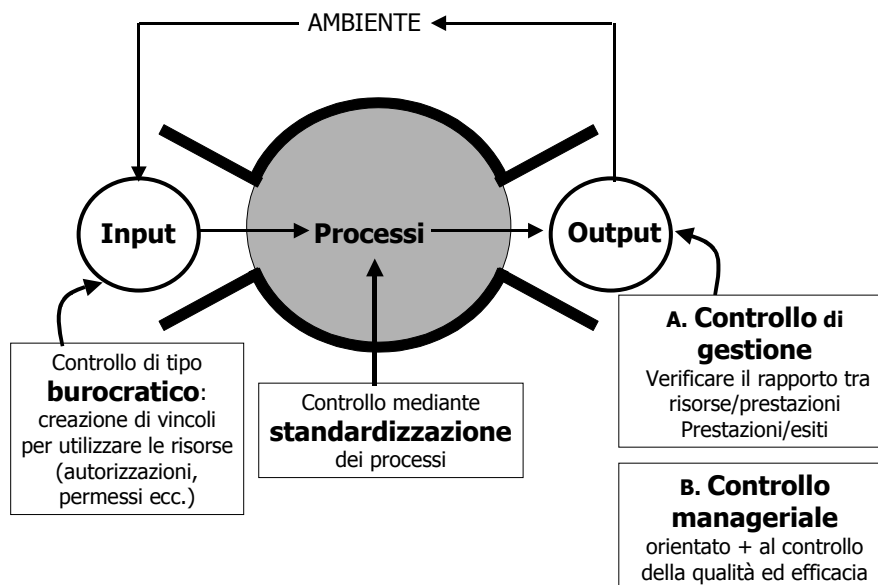 AMBIENTE
Input
Processi
Output
Controllo di tipo
burocratico:
creazione di vincoli
per utilizzare le risorse
(autorizzazioni,
permessi ecc.)
Controllo mediante
standardizzazione
dei processi
A. Controllo di
gestione
Verificare il rapporto tra
risorse/prestazioni
Prestazioni/esiti
B. Controllo
manageriale
orientato + al controllo
della qualità ed efficacia